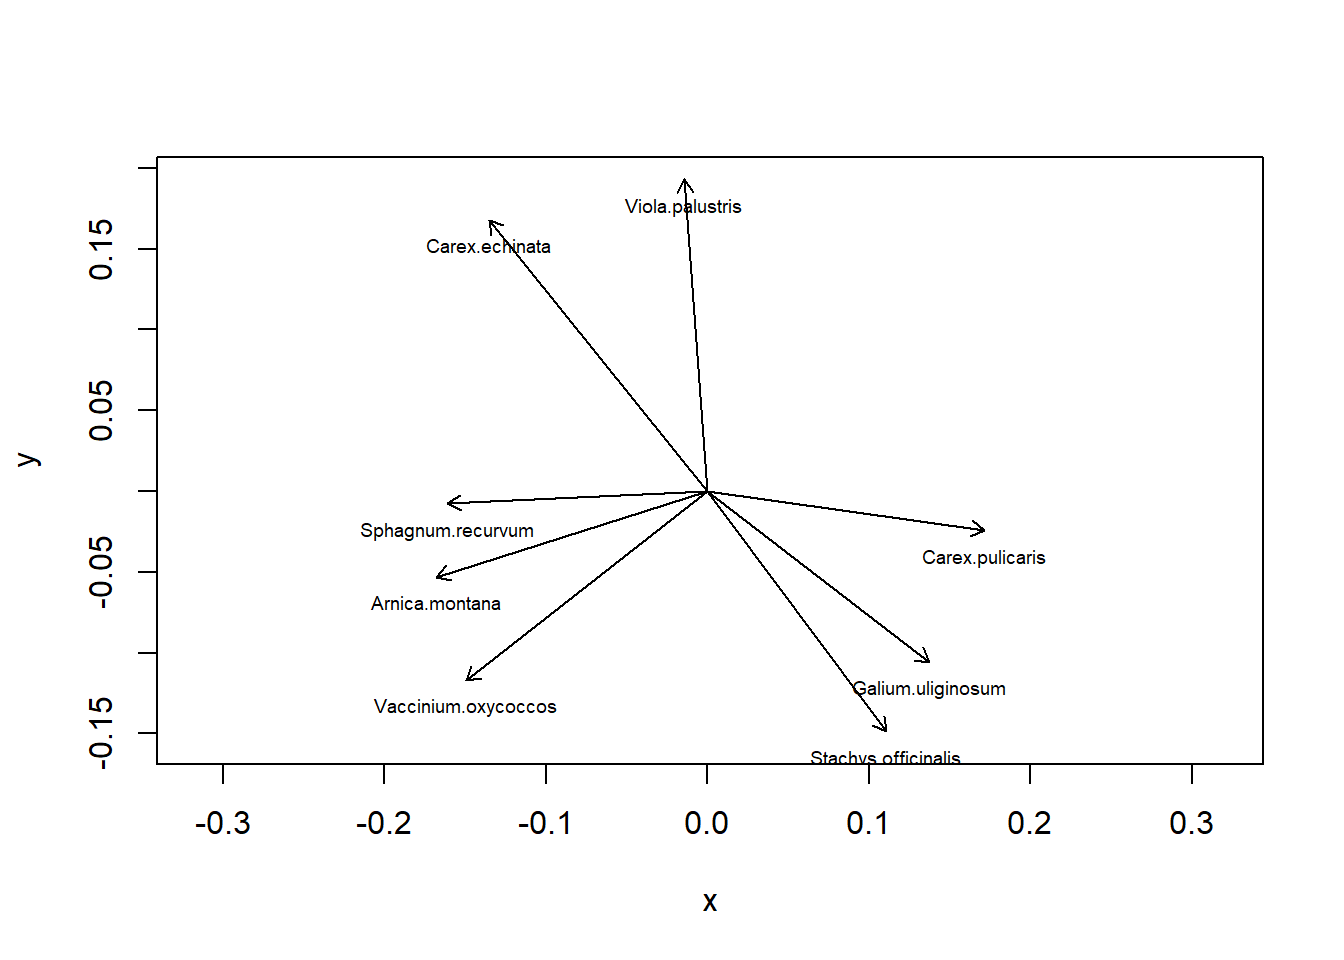 Viola.palustris
Carex.echinata
Sphagnum.recurvum
Carex.pulicaris
Arnica.montana
Galium.uliginosum
Vaccinium.oxycoccos
Stachys.officinalis
0.15
0.05
-0.05
-0.15
y
-0.3 -0.2 -0.1 0.0 0.1 0.2 0.3
x